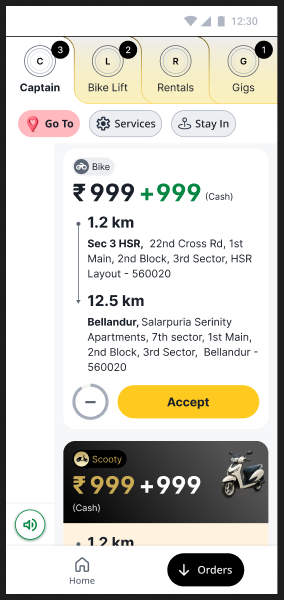 12:30
3 2 1
C L R G
Captain Bike Lift Rentals Gigs
Go To Services Stay In
Bike
₹ 999 +999 (Cash)
1.2 km
Sec 3 HSR, 22nd Cross Rd, 1st
Main, 2nd Block, 3rd Sector, HSR
Layout - 560020
12.5 km
Bellandur, Salarpuria Serinity
Apartments, 7th sector, 1st Main,
2nd Block, 3rd Sector, Bellandur -
560020
Accept
Scooty
₹ 999 +999
(Cash)
1.2 km
Home Orders